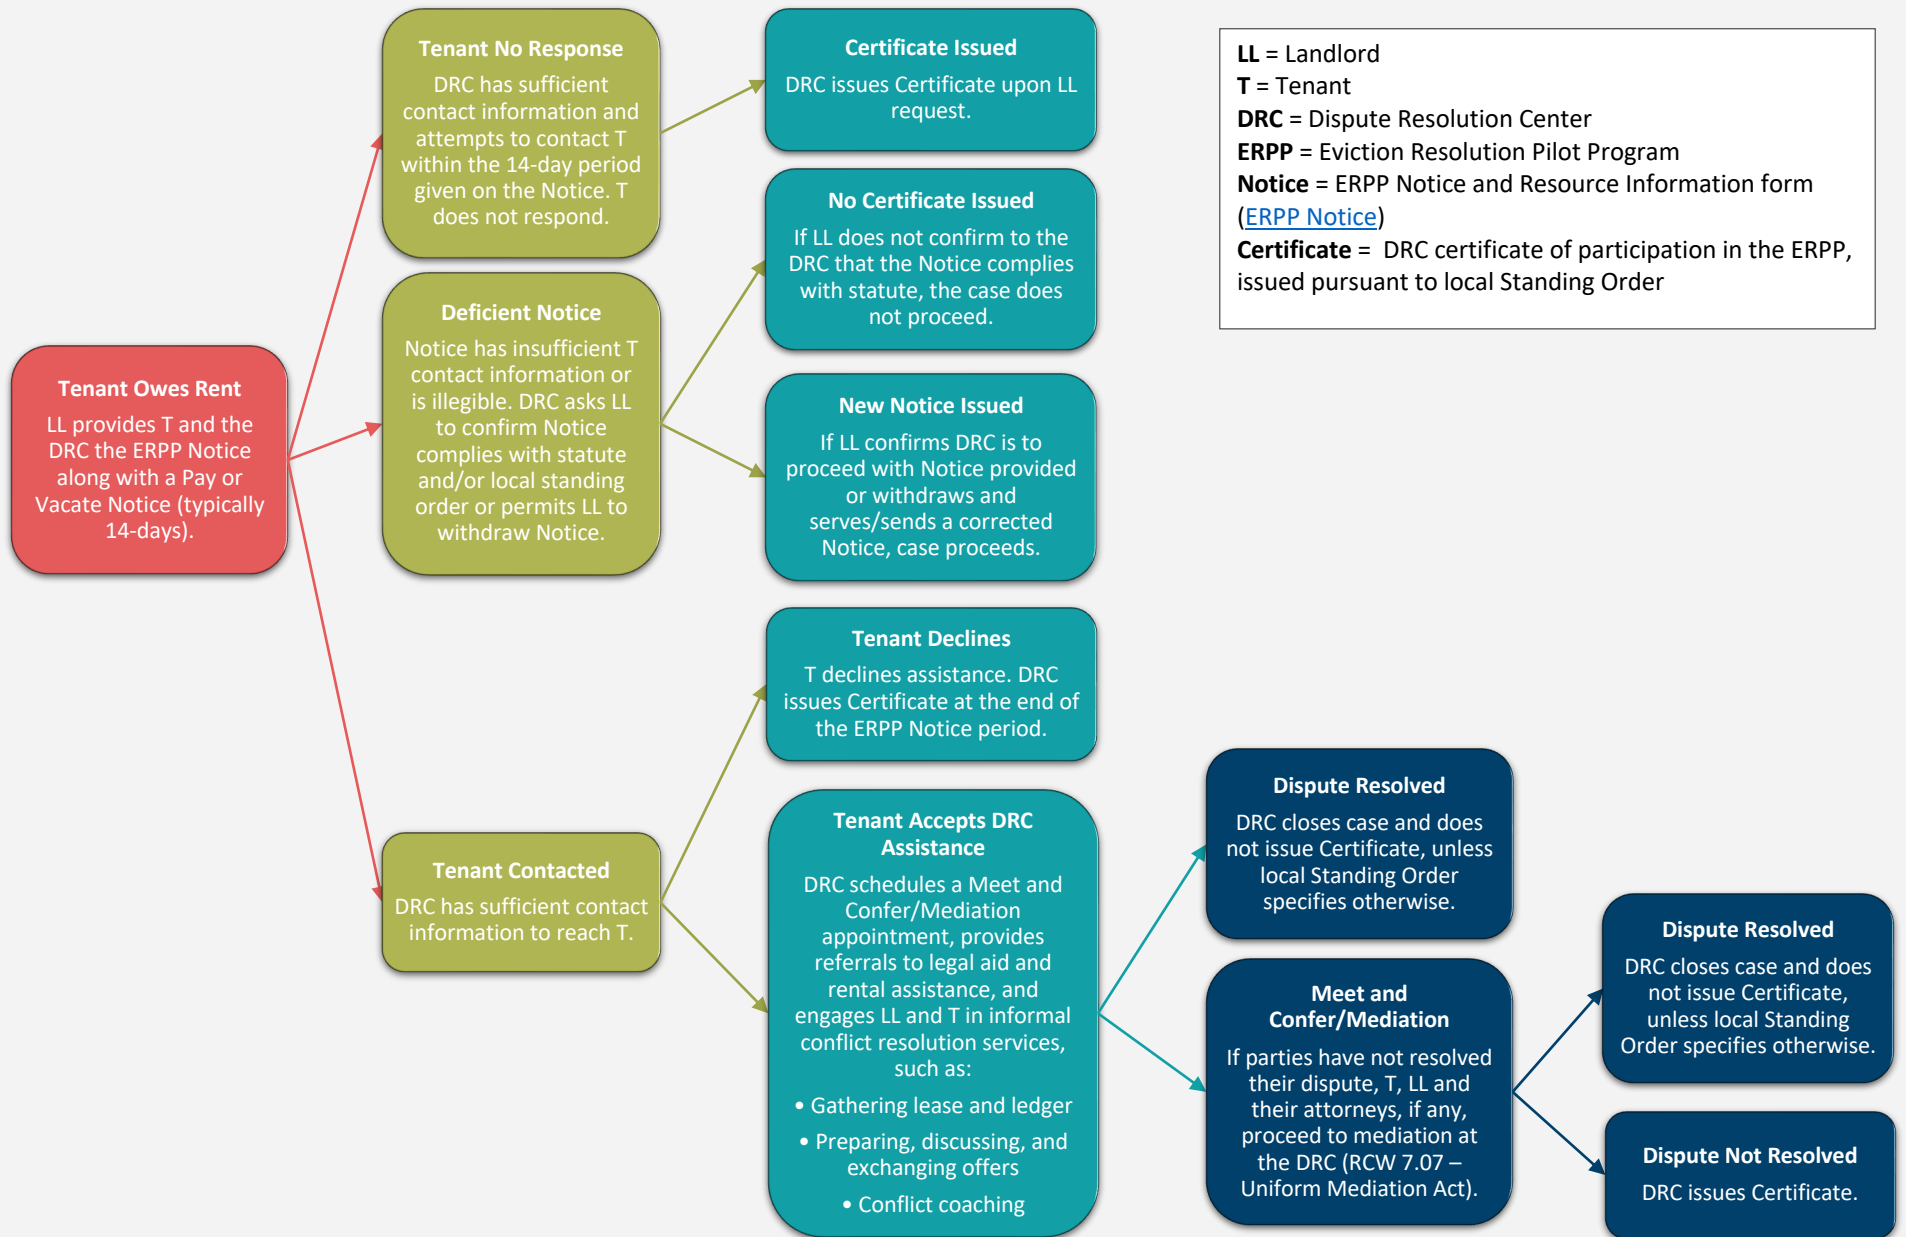 Tenant Owes Rent
LL provides T and the
DRC the ERPP Notice
along with a Pay or
Vacate Notice (typically
14-days).
Tenant No Response
DRC has sufficient
contact information and
attempts to contact T
within the 14-day period
given on the Notice. T
does not respond.
Deficient Notice
Notice has insufficient T
contact information or
is illegible. DRC asks LL
to confirm Notice
complies with statute
and/or local standing
order or permits LL to
withdraw Notice.
Tenant Contacted
DRC has sufficient contact
information to reach T.
Certificate Issued
DRC issues Certificate upon LL
request.
No Certificate Issued
If LL does not confirm to the
DRC that the Notice complies
with statute, the case does
not proceed.
New Notice Issued
If LL confirms DRC is to
proceed with Notice provided
or withdraws and
serves/sends a corrected
Notice, case proceeds.
Tenant Declines
T declines assistance. DRC
issues Certificate at the end of
the ERPP Notice period.
Tenant Accepts DRC
Assistance
DRC schedules a Meet and
Confer/Mediation
appointment, provides
referrals to legal aid and
rental assistance, and
engages LL and T in informal
conflict resolution services,
such as:
• Gathering lease and ledger
• Preparing, discussing, and
exchanging offers
• Conflict coaching
Dispute Resolved
DRC closes case and does
not issue Certificate, unless
local Standing Order
specifies otherwise.
Meet and
Confer/Mediation
If parties have not resolved
their dispute, T, LL and
their attorneys, if any,
proceed to mediation at
the DRC (RCW 7.07 –
Uniform Mediation Act).
Dispute Resolved
DRC closes case and does
not issue Certificate,
unless local Standing
Order specifies otherwise.
Dispute Not Resolved
DRC issues Certificate.
LL = Landlord
T = Tenant
DRC = Dispute Resolution Center
ERPP = Eviction Resolution Pilot Program
Notice = ERPP Notice and Resource Information form
(ERPP Notice)
Certificate = DRC certificate of participation in the ERPP,
issued pursuant to local Standing Order